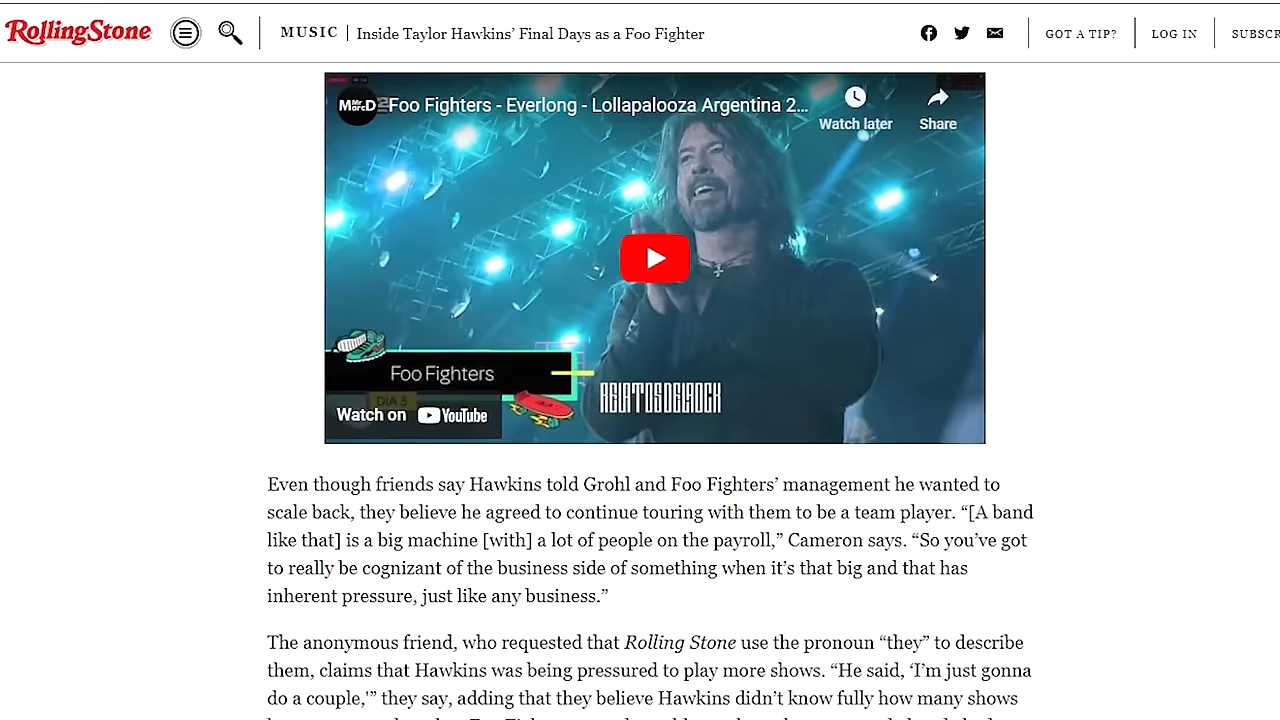 RollingStone
MUSIC | Inside Taylor Hawkins’ Final Days as a Foo Fighter
GOT A TIP?
LOG IN
SUBSCR
Mr. MarcD
Foo Fighters - Everlong - Lollapalooza Argentina 2...
Watch later
Share
Foo Fighters
DIA 3
Watch on YouTube
Even though friends say Hawkins told Grohl and Foo Fighters’ management he wanted to
scale back, they believe he agreed to continue touring with them to be a team player. “[A band
like that] is a big machine [with] a lot of people on the payroll,” Cameron says. “So you’ve got
to really be cognizant of the business side of something when it’s that big and that has
inherent pressure, just like any business.”
The anonymous friend, who requested that Rolling Stone use the pronoun “they” to describe
them, claims that Hawkins was being pressured to play more shows. “He said, ‘I’m just gonna
do a couple,'” they say, adding that they believe Hawkins didn’t know fully how many shows